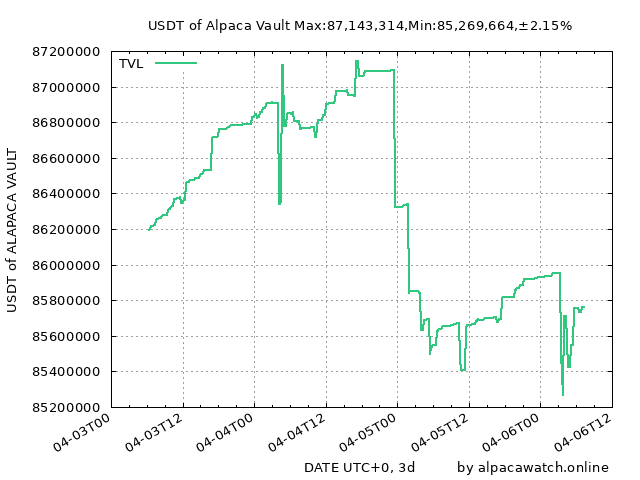 USDT of Alpaca Vault Max:87,143,314,Min:85,269,664,±2.15%
TVL
87200000
87000000
86800000
86600000
86400000
86200000
86000000
85800000
85600000
85400000
85200000
USDT of ALAPACA VAULT
04-03T00
04-03T12
04-04T00
04-04T12
04-05T00
04-05T12
04-06T00
04-06T12
DATE UTC+0, 3d
by alpacawatch.online